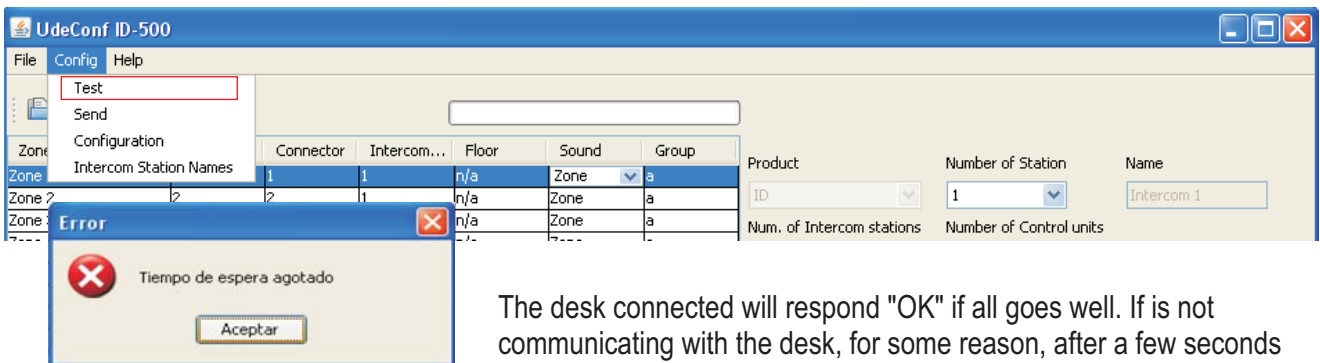 UdeConf ID-500
File Config Help
Test
Send
Configuration
Intercom Station Names
Zone Connector Intercom... Floor Sound Group
Zone 1 1 n/a Zone a
Zone 2 2 2 1 n/a Zone a
Zone n/a Zone a
Product Number of Station Name
ID 1 Intercom 1
Num. of Intercom stations Number of Control units
Error
Tiempo de espera agotado
Aceptar
The desk connected will respond "OK" if all goes well. If is not
communicating with the desk, for some reason, after a few seconds